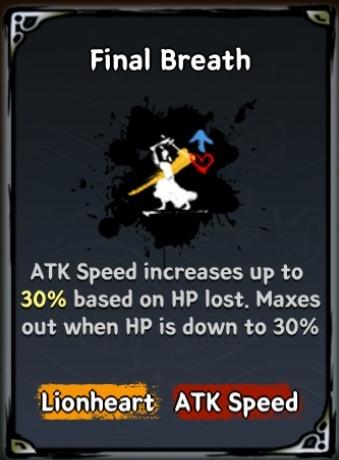 Final Breath
ATK Speed increases up to
30% based on HP lost. Maxes
out when HP is down to 30%
Lionheart ATK Speed